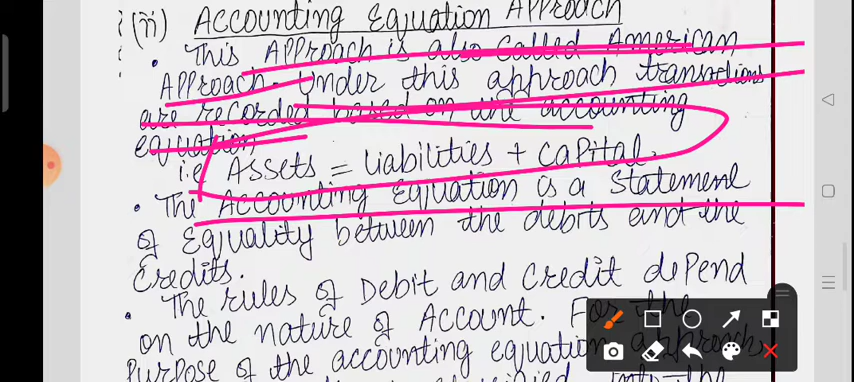 (ii) Accounting Equation Approach
• This Approach is also called American
Approach. Under this approach transactions
are recorded based on the accounting
equation
i.e Assets = Liabilities + Capital.
• The Accounting Equation is a Statement
of Equality between the debits and the
Credits.
• The rules of Debit and Credit depend
on the nature of Account. For the
Purpose of the accounting equation approach,
into the